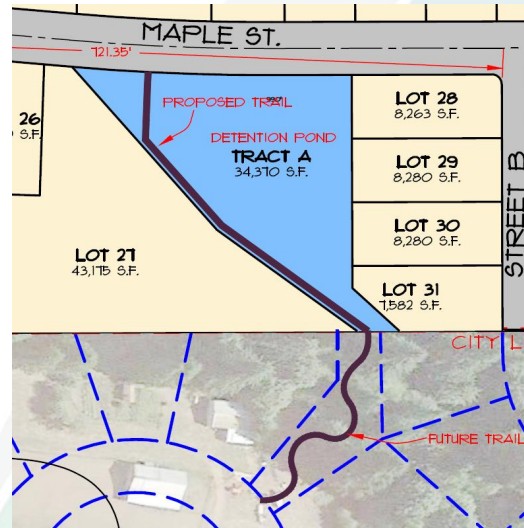 MAPLE ST.
721.35'
PROPOSED TRAIL
DETENTION POND
TRACT A
34,370 S.F.
26
S.F.
LOT 27
43,175 S.F.
LOT 28
8,263 S.F.
LOT 29
8,280 S.F.
LOT 30
8,280 S.F.
LOT 31
7,582 S.F.
STREET B
CITY L
FUTURE TRAIL